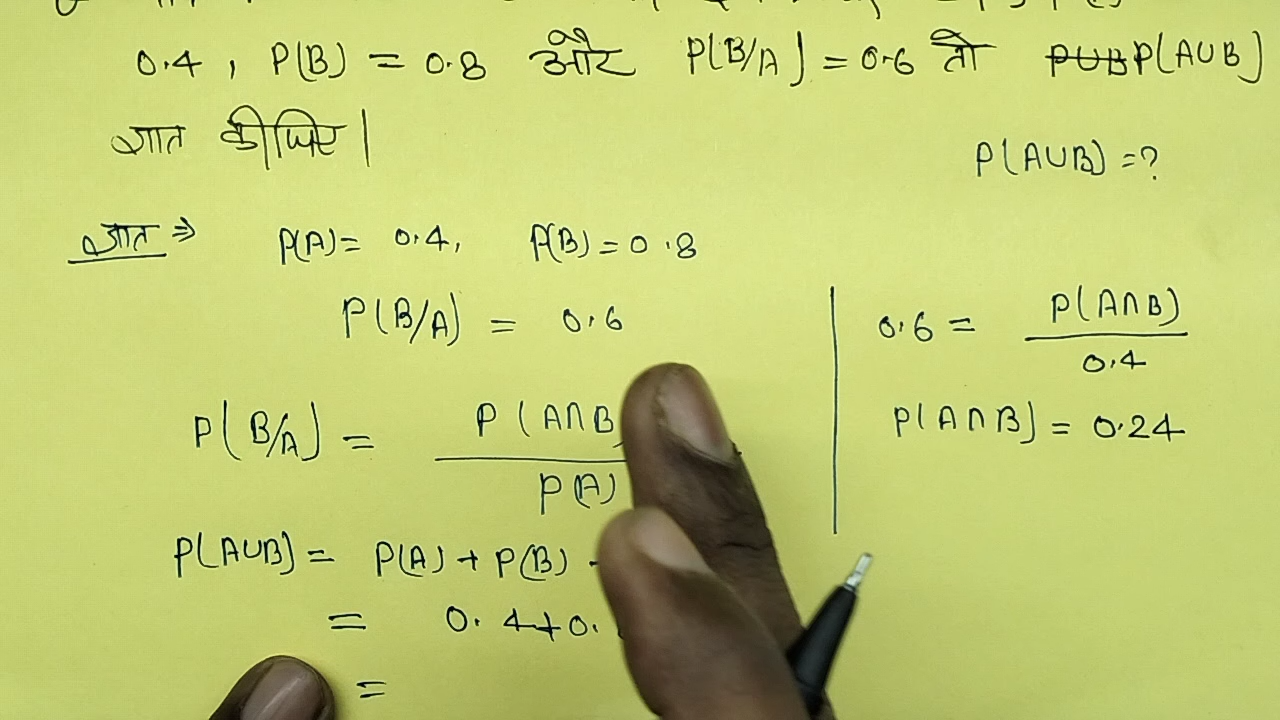 0.4, P(B) = 0.8 और P(B/A) = 0.6 तो P(A∪B)
ज्ञात कीजिए।
P(A∪B) = ?
ज्ञात ⇒ P(A) = 0.4, P(B) = 0.8
P(B/A) = 0.6
P(B/A) = P(A∩B / P(A)
P(A∪B) = P(A) + P(B) -
= 0.4+0.
=
0.6 = P(A∩B) / 0.4
P(A∩B) = 0.24